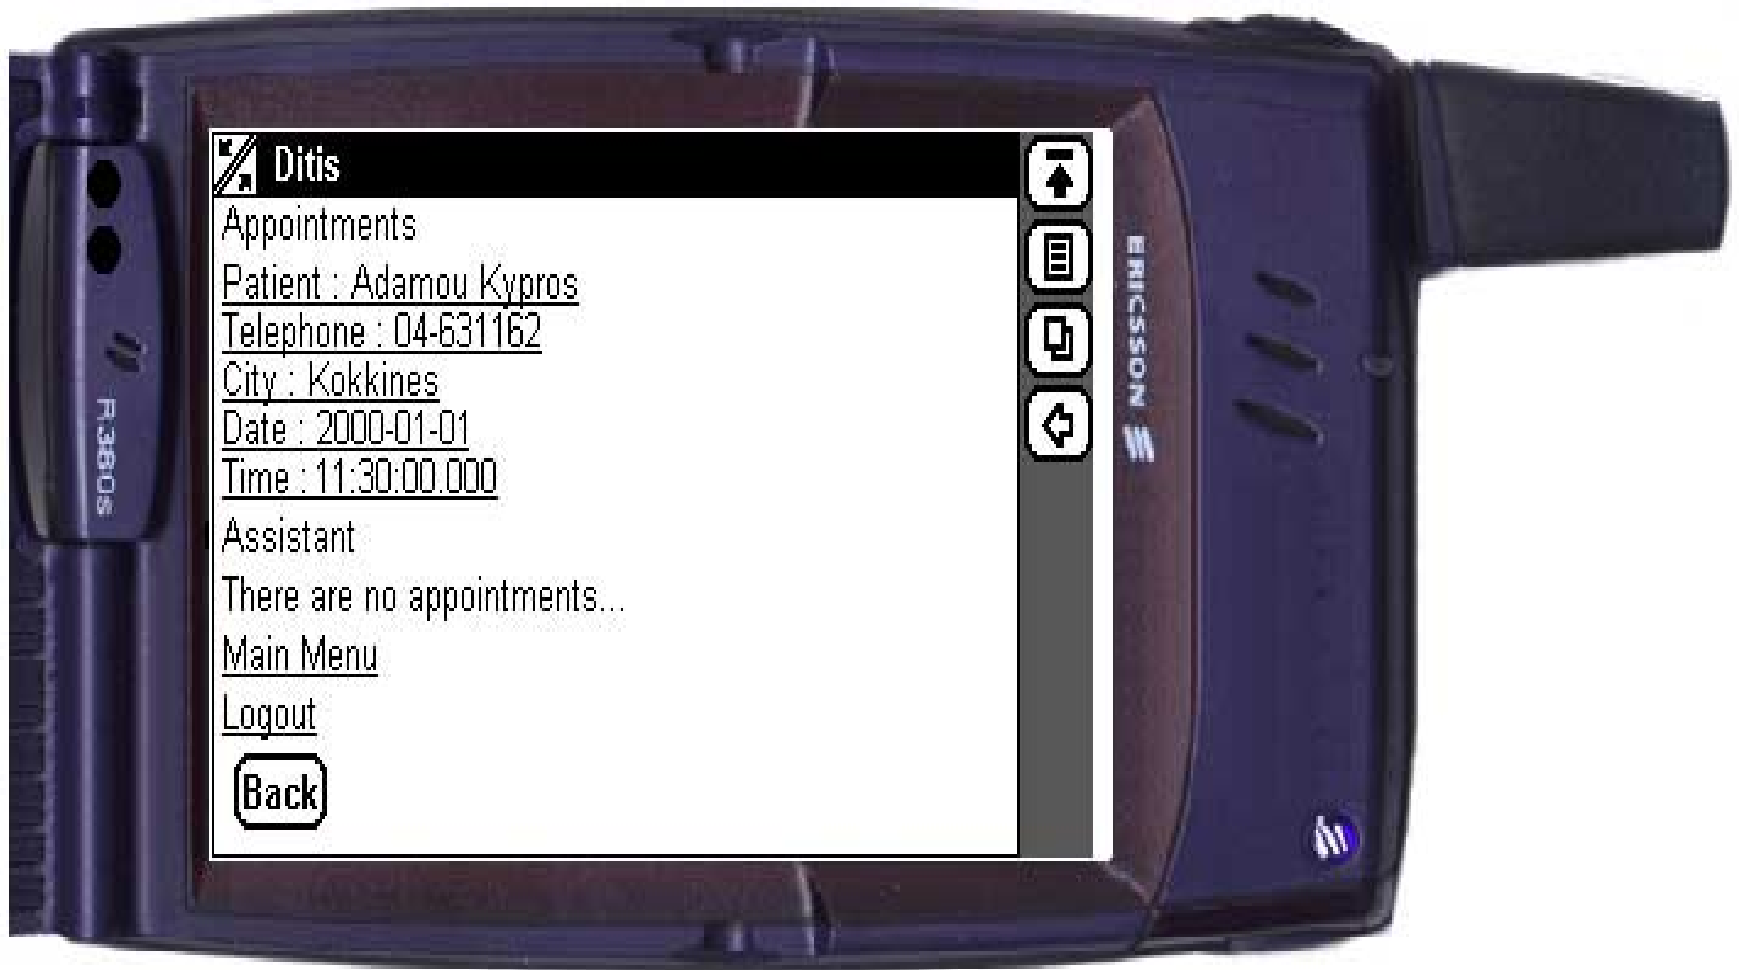 Ditis
Appointments
Patient : Adamou Kypros
Telephone : 04-631162
City : Kokkines
Date : 2000-01-01
Time : 11:30:00.000
Assistant
There are no appointments...
Main Menu
Logout
Back
ERICSSON
R380s